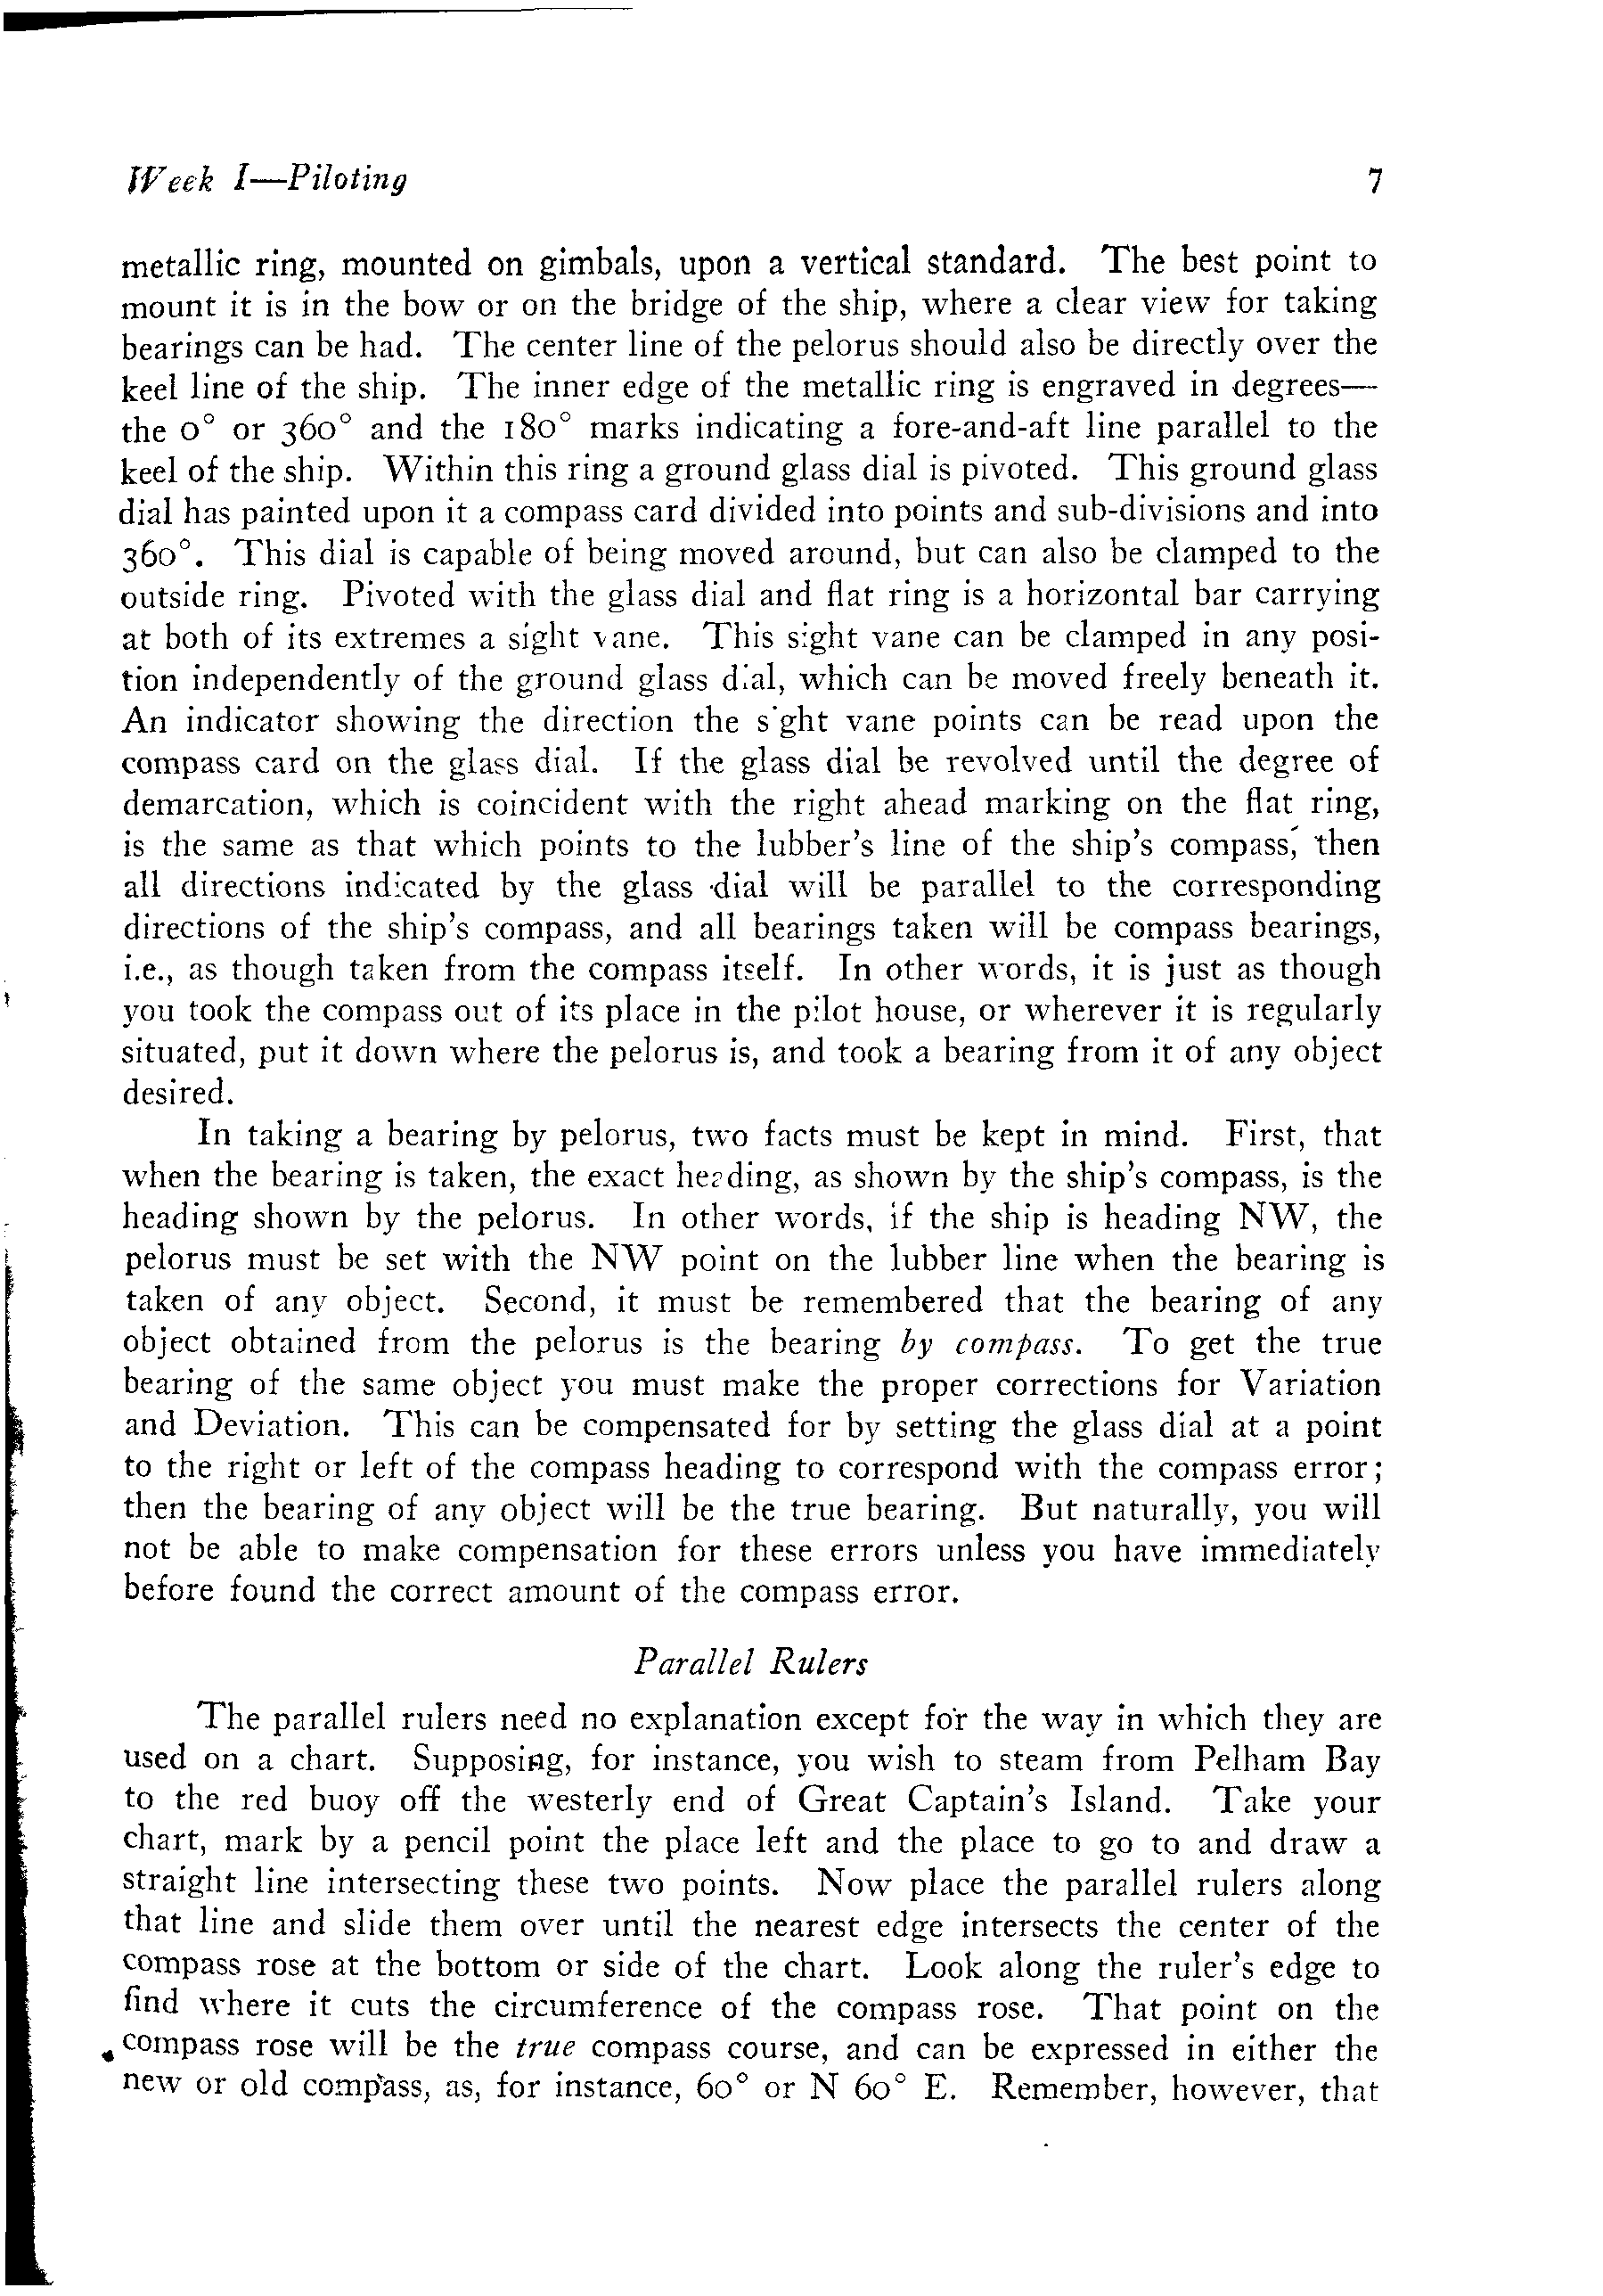 Week I—Piloting 7
metallic ring, mounted on gimbals, upon a vertical standard. The best point to
mount it is in the bow or on the bridge of the ship, where a clear view for taking
bearings can be had. The center line of the pelorus should also be directly over the
keel line of the ship. The inner edge of the metallic ring is engraved in degrees—
the 0° or 360° and the 180° marks indicating a fore-and-aft line parallel to the
keel of the ship. Within this ring a ground glass dial is pivoted. This ground glass
dial has painted upon it a compass card divided into points and sub-divisions and into
360°. This dial is capable of being moved around, but can also be clamped to the
outside ring. Pivoted with the glass dial and flat ring is a horizontal bar carrying
at both of its extremes a sight vane. This sight vane can be clamped in any posi-
tion independently of the ground glass dial, which can be moved freely beneath it.
An indicator showing the direction the sight vane points can be read upon the
compass card on the glass dial. If the glass dial be revolved until the degree of
demarcation, which is coincident with the right ahead marking on the flat ring,
is the same as that which points to the lubber's line of the ship's compass, then
all directions indicated by the glass dial will be parallel to the corresponding
directions of the ship's compass, and all bearings taken will be compass bearings,
i.e., as though taken from the compass itself. In other words, it is just as though
you took the compass out of its place in the pilot house, or wherever it is regularly
situated, put it down where the pelorus is, and took a bearing from it of any object
desired.
In taking a bearing by pelorus, two facts must be kept in mind. First, that
when the bearing is taken, the exact heading, as shown by the ship's compass, is the
heading shown by the pelorus. In other words, if the ship is heading NW, the
pelorus must be set with the NW point on the lubber line when the bearing is
taken of any object. Second, it must be remembered that the bearing of any
object obtained from the pelorus is the bearing by compass. To get the true
bearing of the same object you must make the proper corrections for Variation
and Deviation. This can be compensated for by setting the glass dial at a point
to the right or left of the compass heading to correspond with the compass error;
then the bearing of any object will be the true bearing. But naturally, you will
not be able to make compensation for these errors unless you have immediately
before found the correct amount of the compass error.
Parallel Rulers
The parallel rulers need no explanation except for the way in which they are
used on a chart. Supposing, for instance, you wish to steam from Pelham Bay
to the red buoy off the westerly end of Great Captain's Island. Take your
chart, mark by a pencil point the place left and the place to go to and draw a
straight line intersecting these two points. Now place the parallel rulers along
that line and slide them over until the nearest edge intersects the center of the
compass rose at the bottom or side of the chart. Look along the ruler's edge to
find where it cuts the circumference of the compass rose. That point on the
compass rose will be the true compass course, and can be expressed in either the
new or old compass, as, for instance, 60° or N 60° E. Remember, however, that